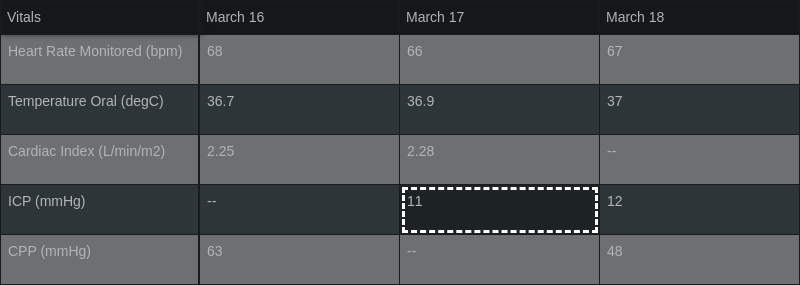 Vitals March 16 March 17 March 18
Heart Rate Monitored (bpm) 68 66 67
Temperature Oral (degC) 36.7 36.9 37
Cardiac Index (L/min/m2) 2.25 2.28 --
ICP (mmHg) -- 11 12
CPP (mmHg) 63 -- 48